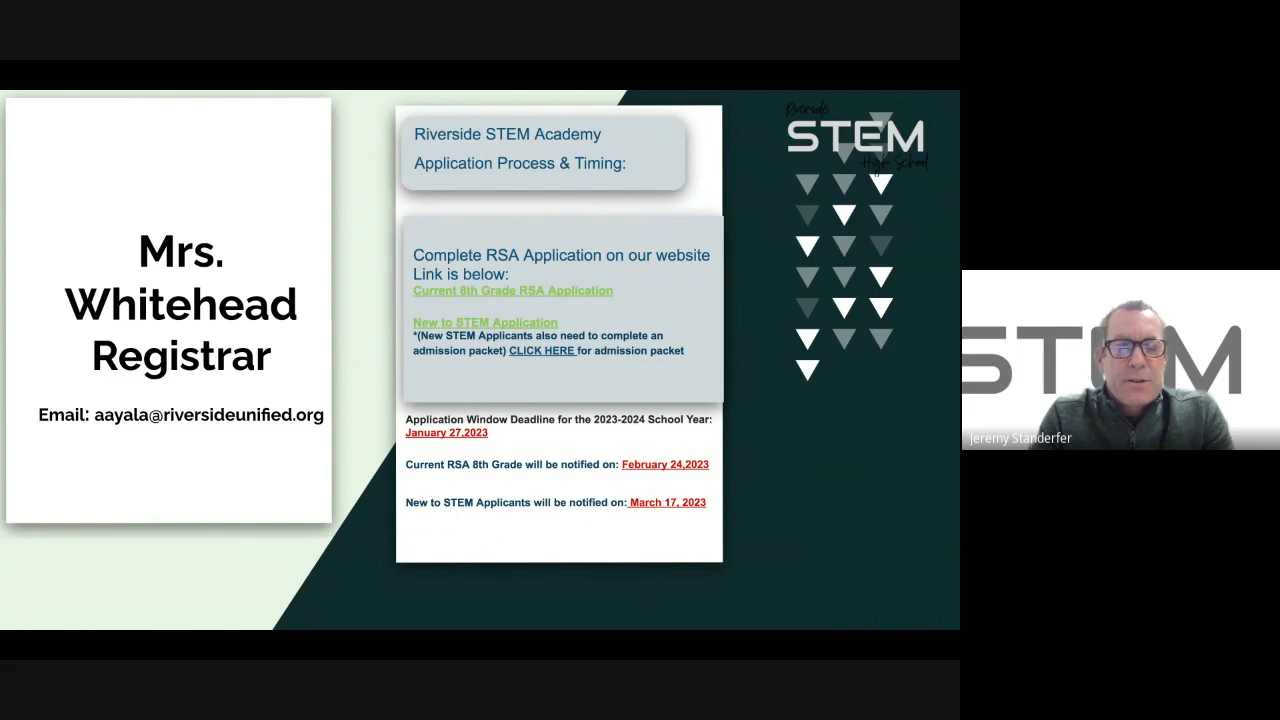 Mrs.
Whitehead
Registrar
Email: aayala@riversideunified.org
Riverside STEM Academy
Application Process & Timing:
Complete RSA Application on our website
Link is below:
Current 8th Grade RSA Application
New to STEM Application
*(New STEM Applicants also need to complete an
admission packet) CLICK HERE for admission packet
Application Window Deadline for the 2023-2024 School Year:
January 27,2023
Current RSA 8th Grade will be notified on: February 24,2023
New to STEM Applicants will be notified on: March 17, 2023
Riverside
STEM
High School
STEM
Jeremy Standerfer